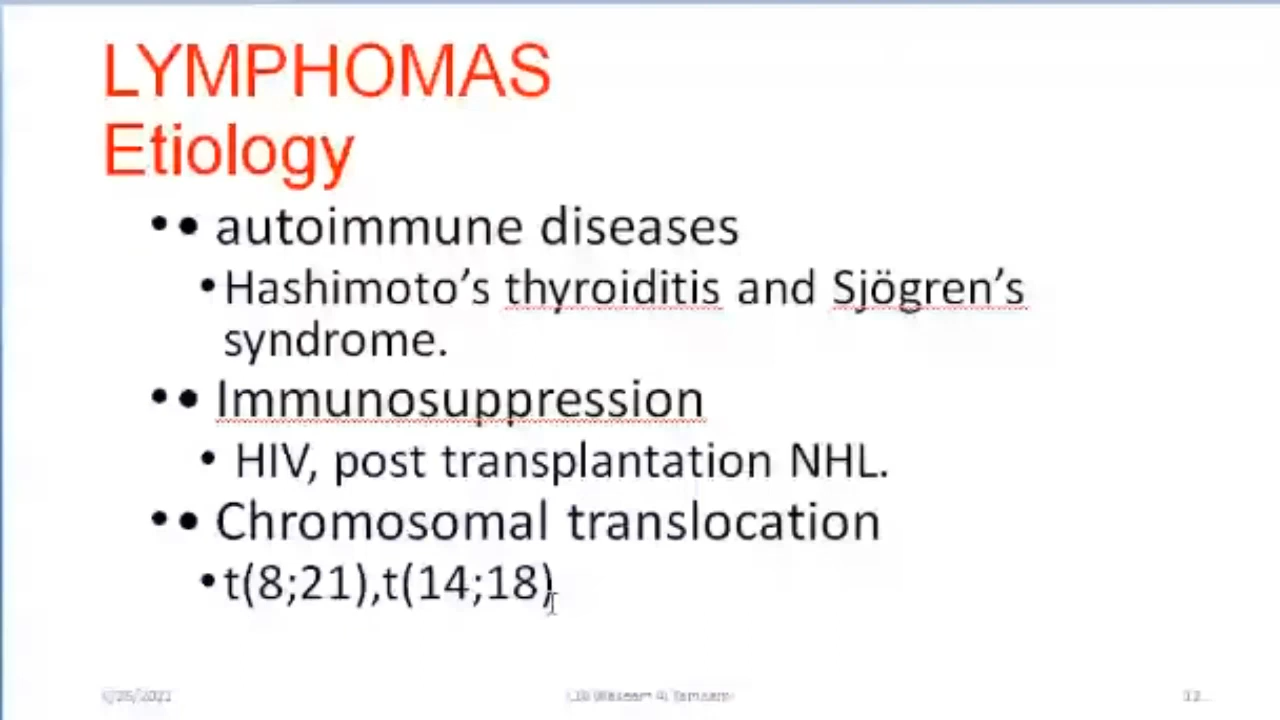 LYMPHOMAS
Etiology
• • autoimmune diseases
• Hashimoto’s thyroiditis and Sjögren’s
syndrome.
• • Immunosuppression
• HIV, post transplantation NHL.
• • Chromosomal translocation
• t(8;21),t(14;18)